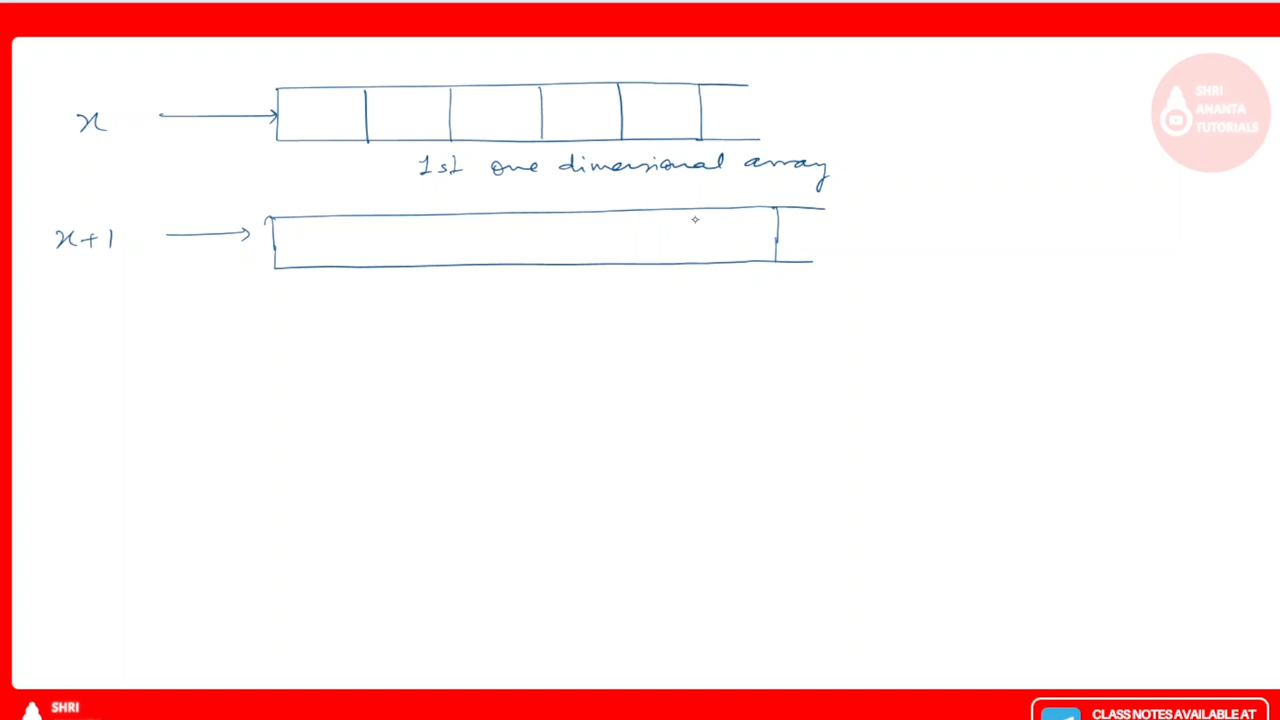 x
1st one dimensional array
x+1
SHRI
ANANTA
TUTORIALS
SHRI
CLASS NOTES AVAILABLE AT